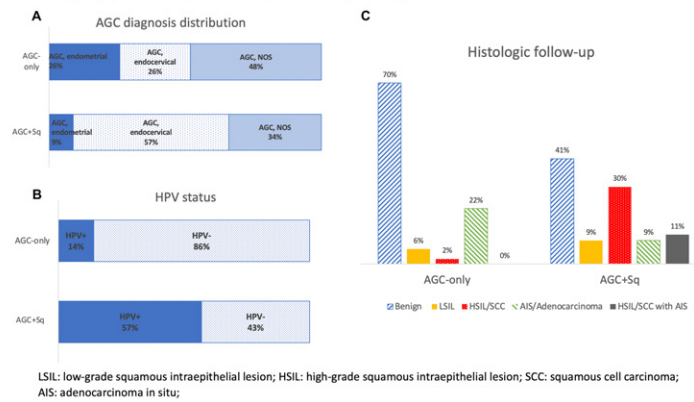 A
AGC diagnosis distribution
AGC-
only
AGC, endometrial
26%
AGC,
endocervical
26%
AGC, NOS
48%
AGC+Sq
AGC,
endometrial
9%
AGC,
endocervical
57%
AGC, NOS
34%
B
HPV status
AGC-only
HPV+
14%
HPV-
86%
AGC+Sq
HPV+
57%
HPV-
43%
C
Histologic follow-up
70%
6%
2%
22%
0%
41%
9%
30%
9%
11%
AGC-only
AGC+Sq
Benign LSIL HSIL/SCC AIS/Adenocarcinoma HSIL/SCC with AIS
LSIL: low-grade squamous intraepithelial lesion; HSIL: high-grade squamous intraepithelial lesion; SCC: squamous cell carcinoma;
AIS: adenocarcinoma in situ;